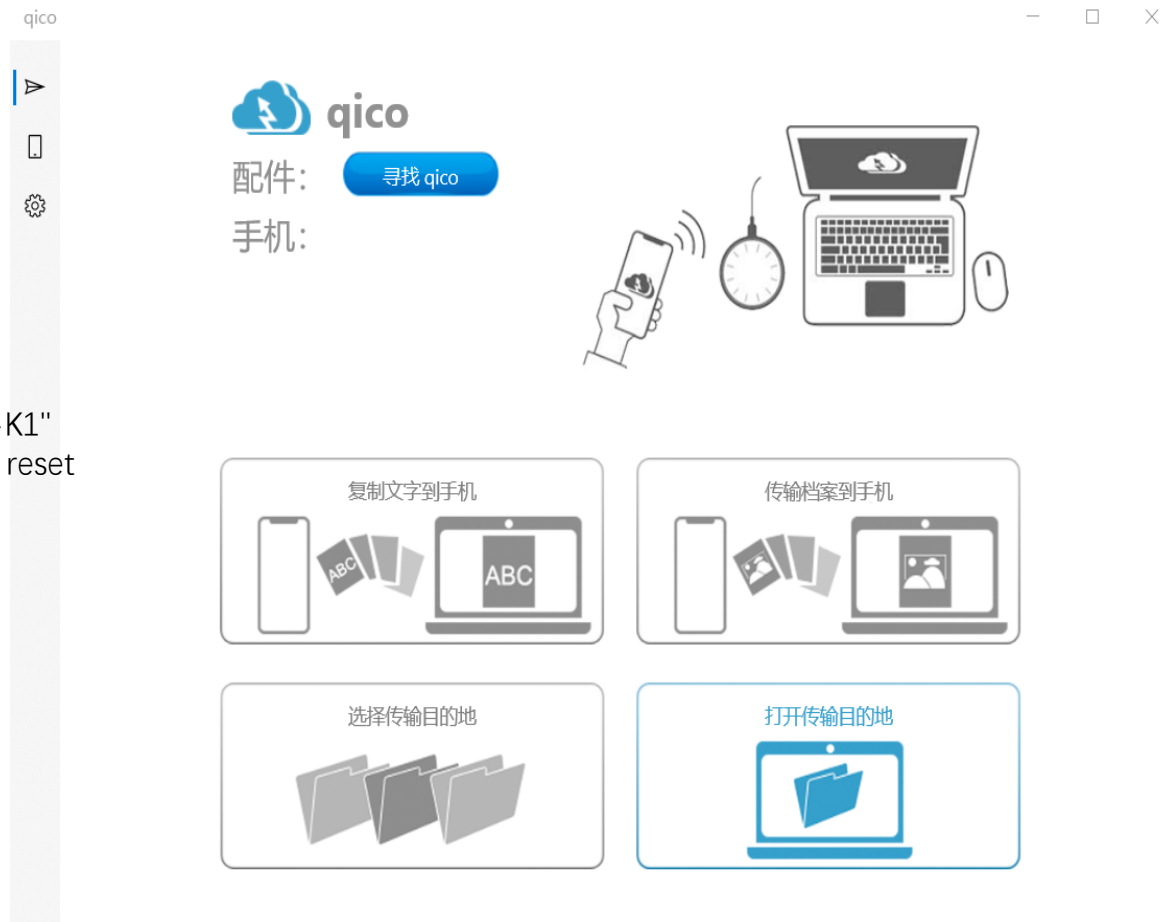 qico
qico
配件：
寻找 qico
手机：
-K1"
reset
复制文字到手机
传输档案到手机
ABC
ABC
选择传输目的地
打开传输目的地